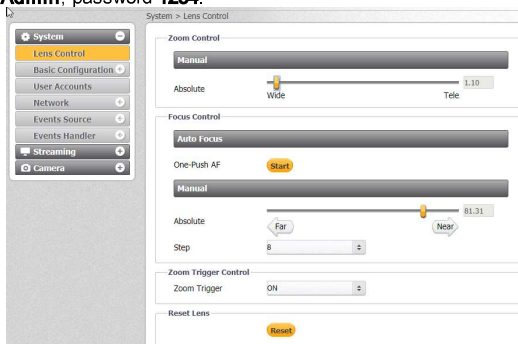 Admin, password 1234.
System > Lens Control
System
Lens Control
Basic Configuration
User Accounts
Network
Events Source
Events Handler
Streaming
Camera
Zoom Control
Manual
Absolute
1.10
Wide
Tele
Focus Control
Auto Focus
One-Push AF
Start
Manual
Absolute
81.31
Far
Near
Step
8
Zoom Trigger Control
Zoom Trigger
ON
Reset Lens
Reset